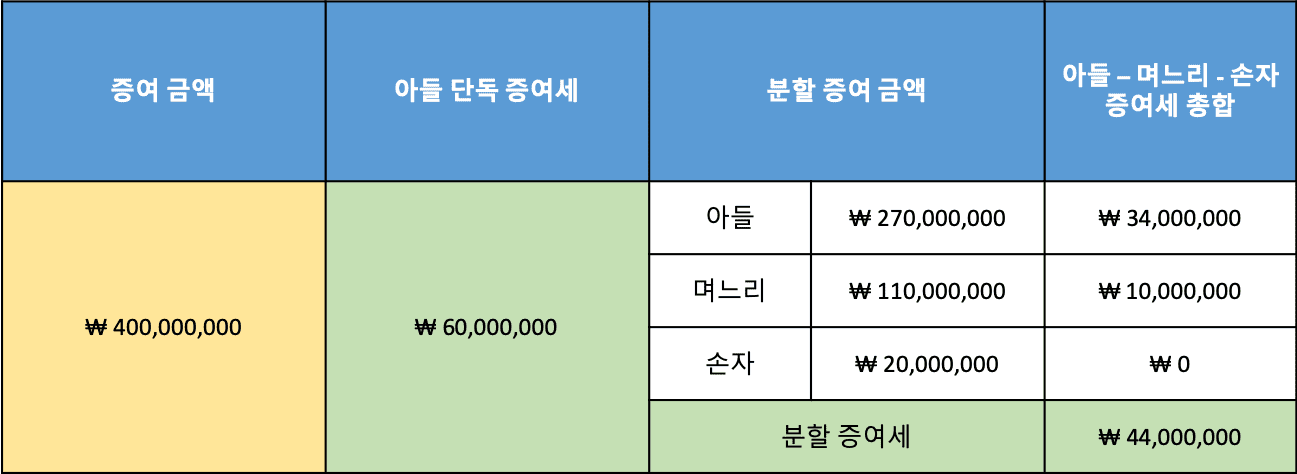 증여 금액
아들 단독 증여세
분할 증여 금액
아들 – 며느리 - 손자
증여세 총합
₩ 400,000,000
₩ 60,000,000
아들
₩ 270,000,000
₩ 34,000,000
며느리
₩ 110,000,000
₩ 10,000,000
손자
₩ 20,000,000
₩ 0
분할 증여세
₩ 44,000,000